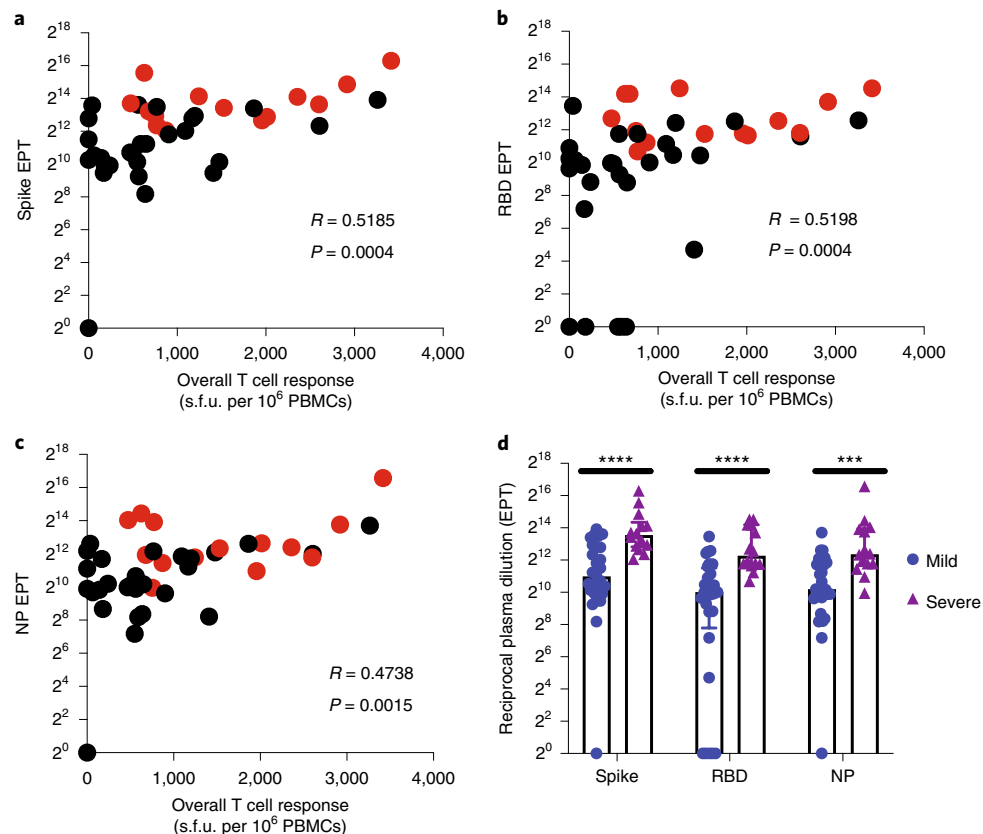 a
2^18
2^16
2^14
2^12
2^10
2^8
2^6
2^4
2^2
2^0
Spike EPT
R = 0.5185
P = 0.0004
0 1,000 2,000 3,000 4,000
Overall T cell response
(s.f.u. per 10^6 PBMCs)
b
2^18
2^16
2^14
2^12
2^10
2^8
2^6
2^4
2^2
2^0
RBD EPT
R = 0.5198
P = 0.0004
0 1,000 2,000 3,000 4,000
Overall T cell response
(s.f.u. per 10^6 PBMCs)
c
2^18
2^16
2^14
2^12
2^10
2^8
2^6
2^4
2^2
2^0
NP EPT
R = 0.4738
P = 0.0015
0 1,000 2,000 3,000 4,000
Overall T cell response
(s.f.u. per 10^6 PBMCs)
d
2^18
2^16
2^14
2^12
2^10
2^8
2^6
2^4
2^2
2^0
Reciprocal plasma dilution (EPT)
**** **** ***
Mild
Severe
Spike RBD NP